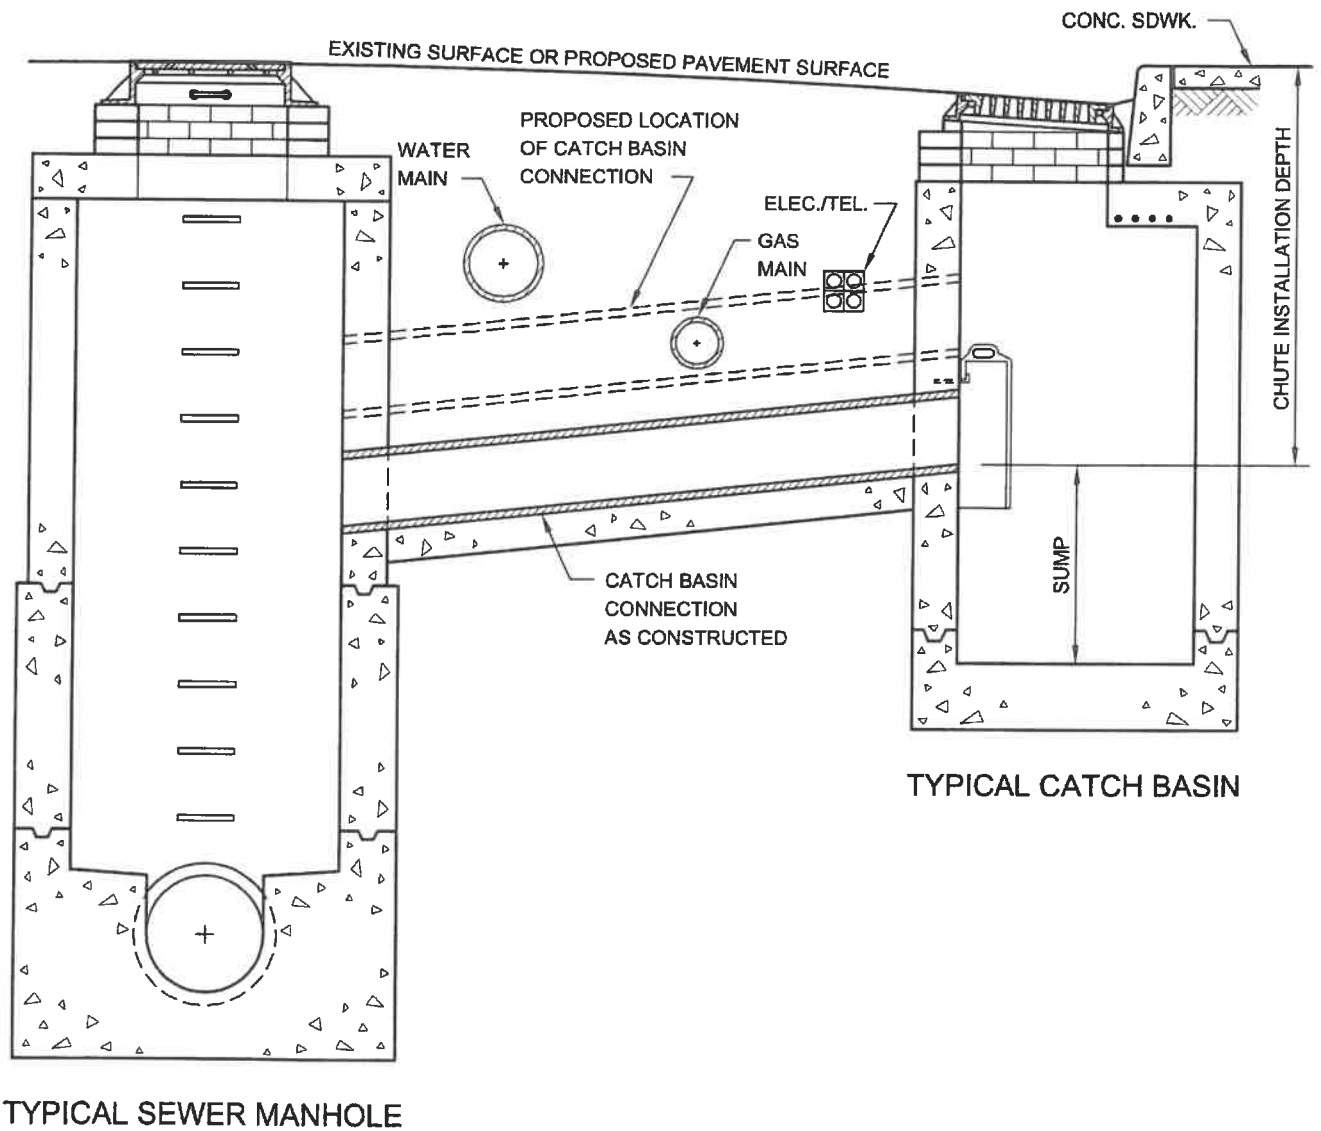 CONC. SDWK.
EXISTING SURFACE OR PROPOSED PAVEMENT SURFACE
PROPOSED LOCATION
OF CATCH BASIN
CONNECTION
WATER
MAIN
ELEC./TEL.
GAS
MAIN
CHUTE INSTALLATION DEPTH
SUMP
CATCH BASIN
CONNECTION
AS CONSTRUCTED
TYPICAL CATCH BASIN
TYPICAL SEWER MANHOLE